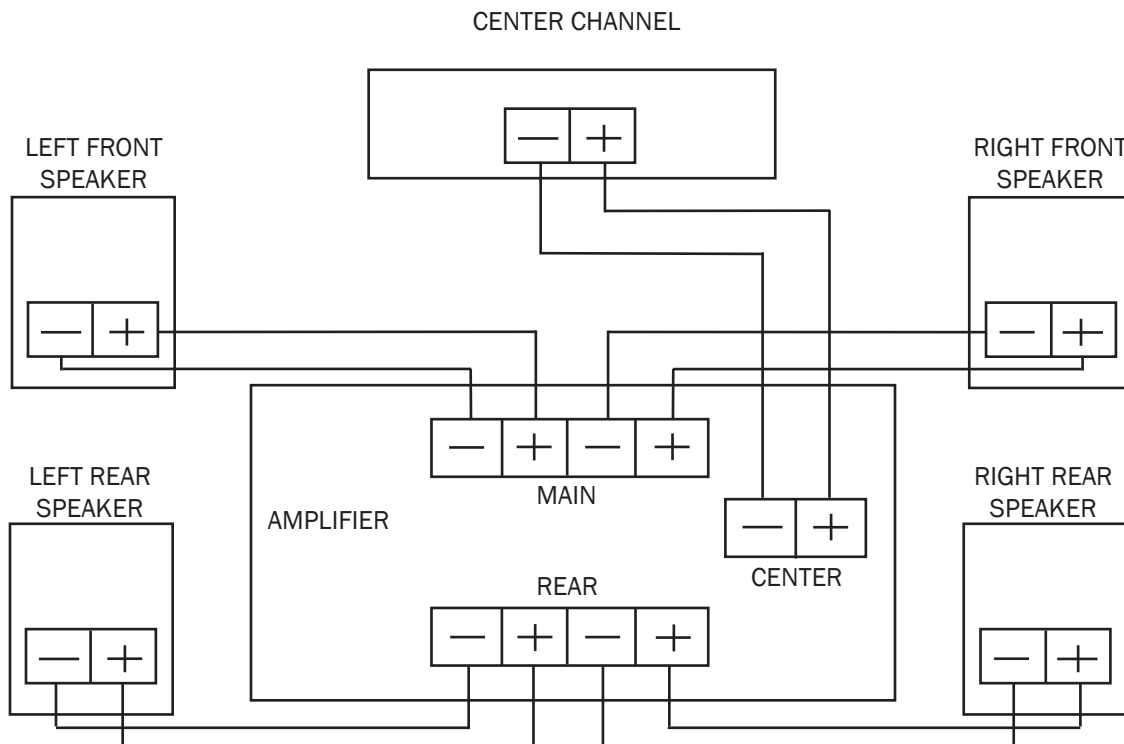 CENTER CHANNEL
— +
LEFT FRONT
SPEAKER
— +
RIGHT FRONT
SPEAKER
— +
— + — +
MAIN
AMPLIFIER
— +
CENTER
LEFT REAR
SPEAKER
— +
REAR
— + — +
RIGHT REAR
SPEAKER
— +